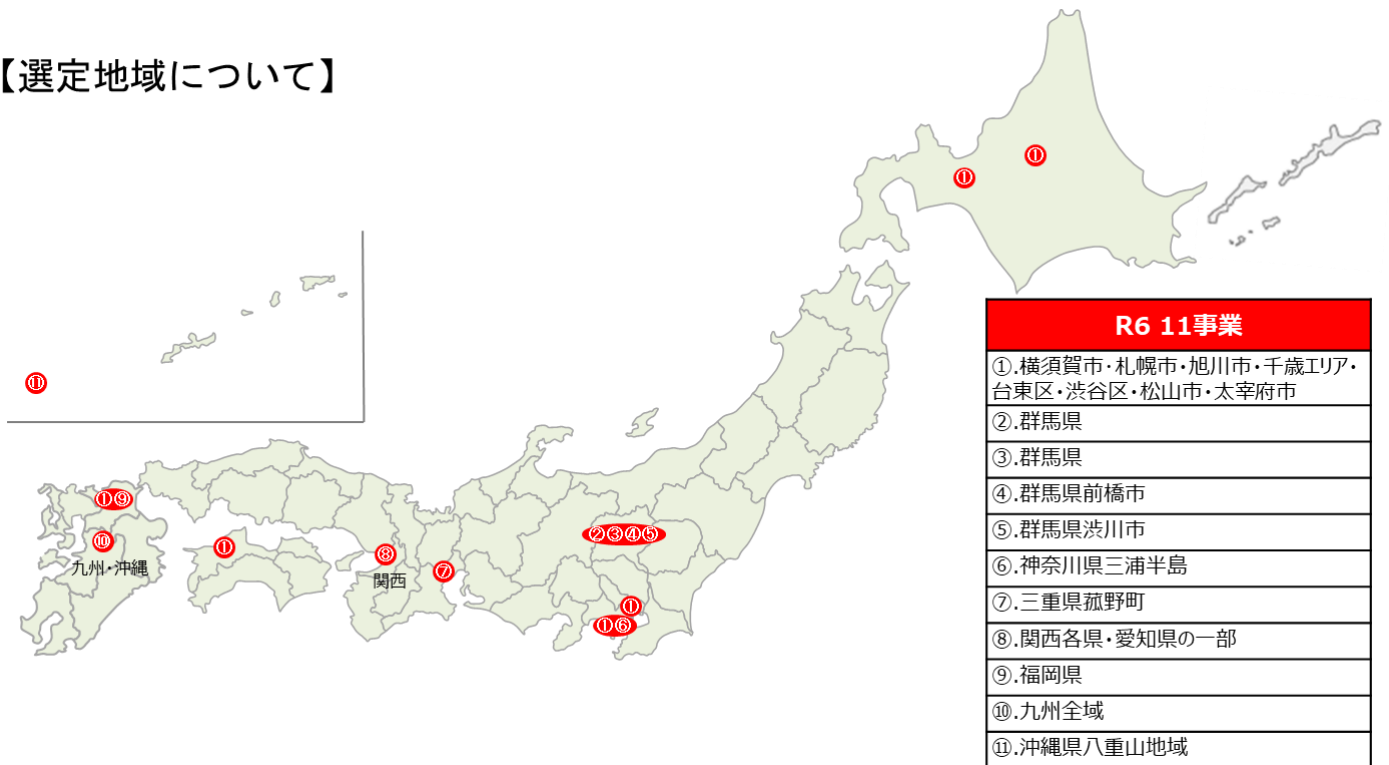 【選定地域について】
①
①
⑪
R6 11事業
①.横須賀市・札幌市・旭川市・千歳エリア・
台東区・渋谷区・松山市・太宰府市
②.群馬県
③.群馬県
④.群馬県前橋市
⑤.群馬県渋川市
⑥.神奈川県三浦半島
⑦.三重県菰野町
⑧.関西各県・愛知県の一部
⑨.福岡県
⑩.九州全域
⑪.沖縄県八重山地域
①⑨
②③④⑤
⑩
①
⑧
九州・沖縄
関西
⑦
①
①⑥